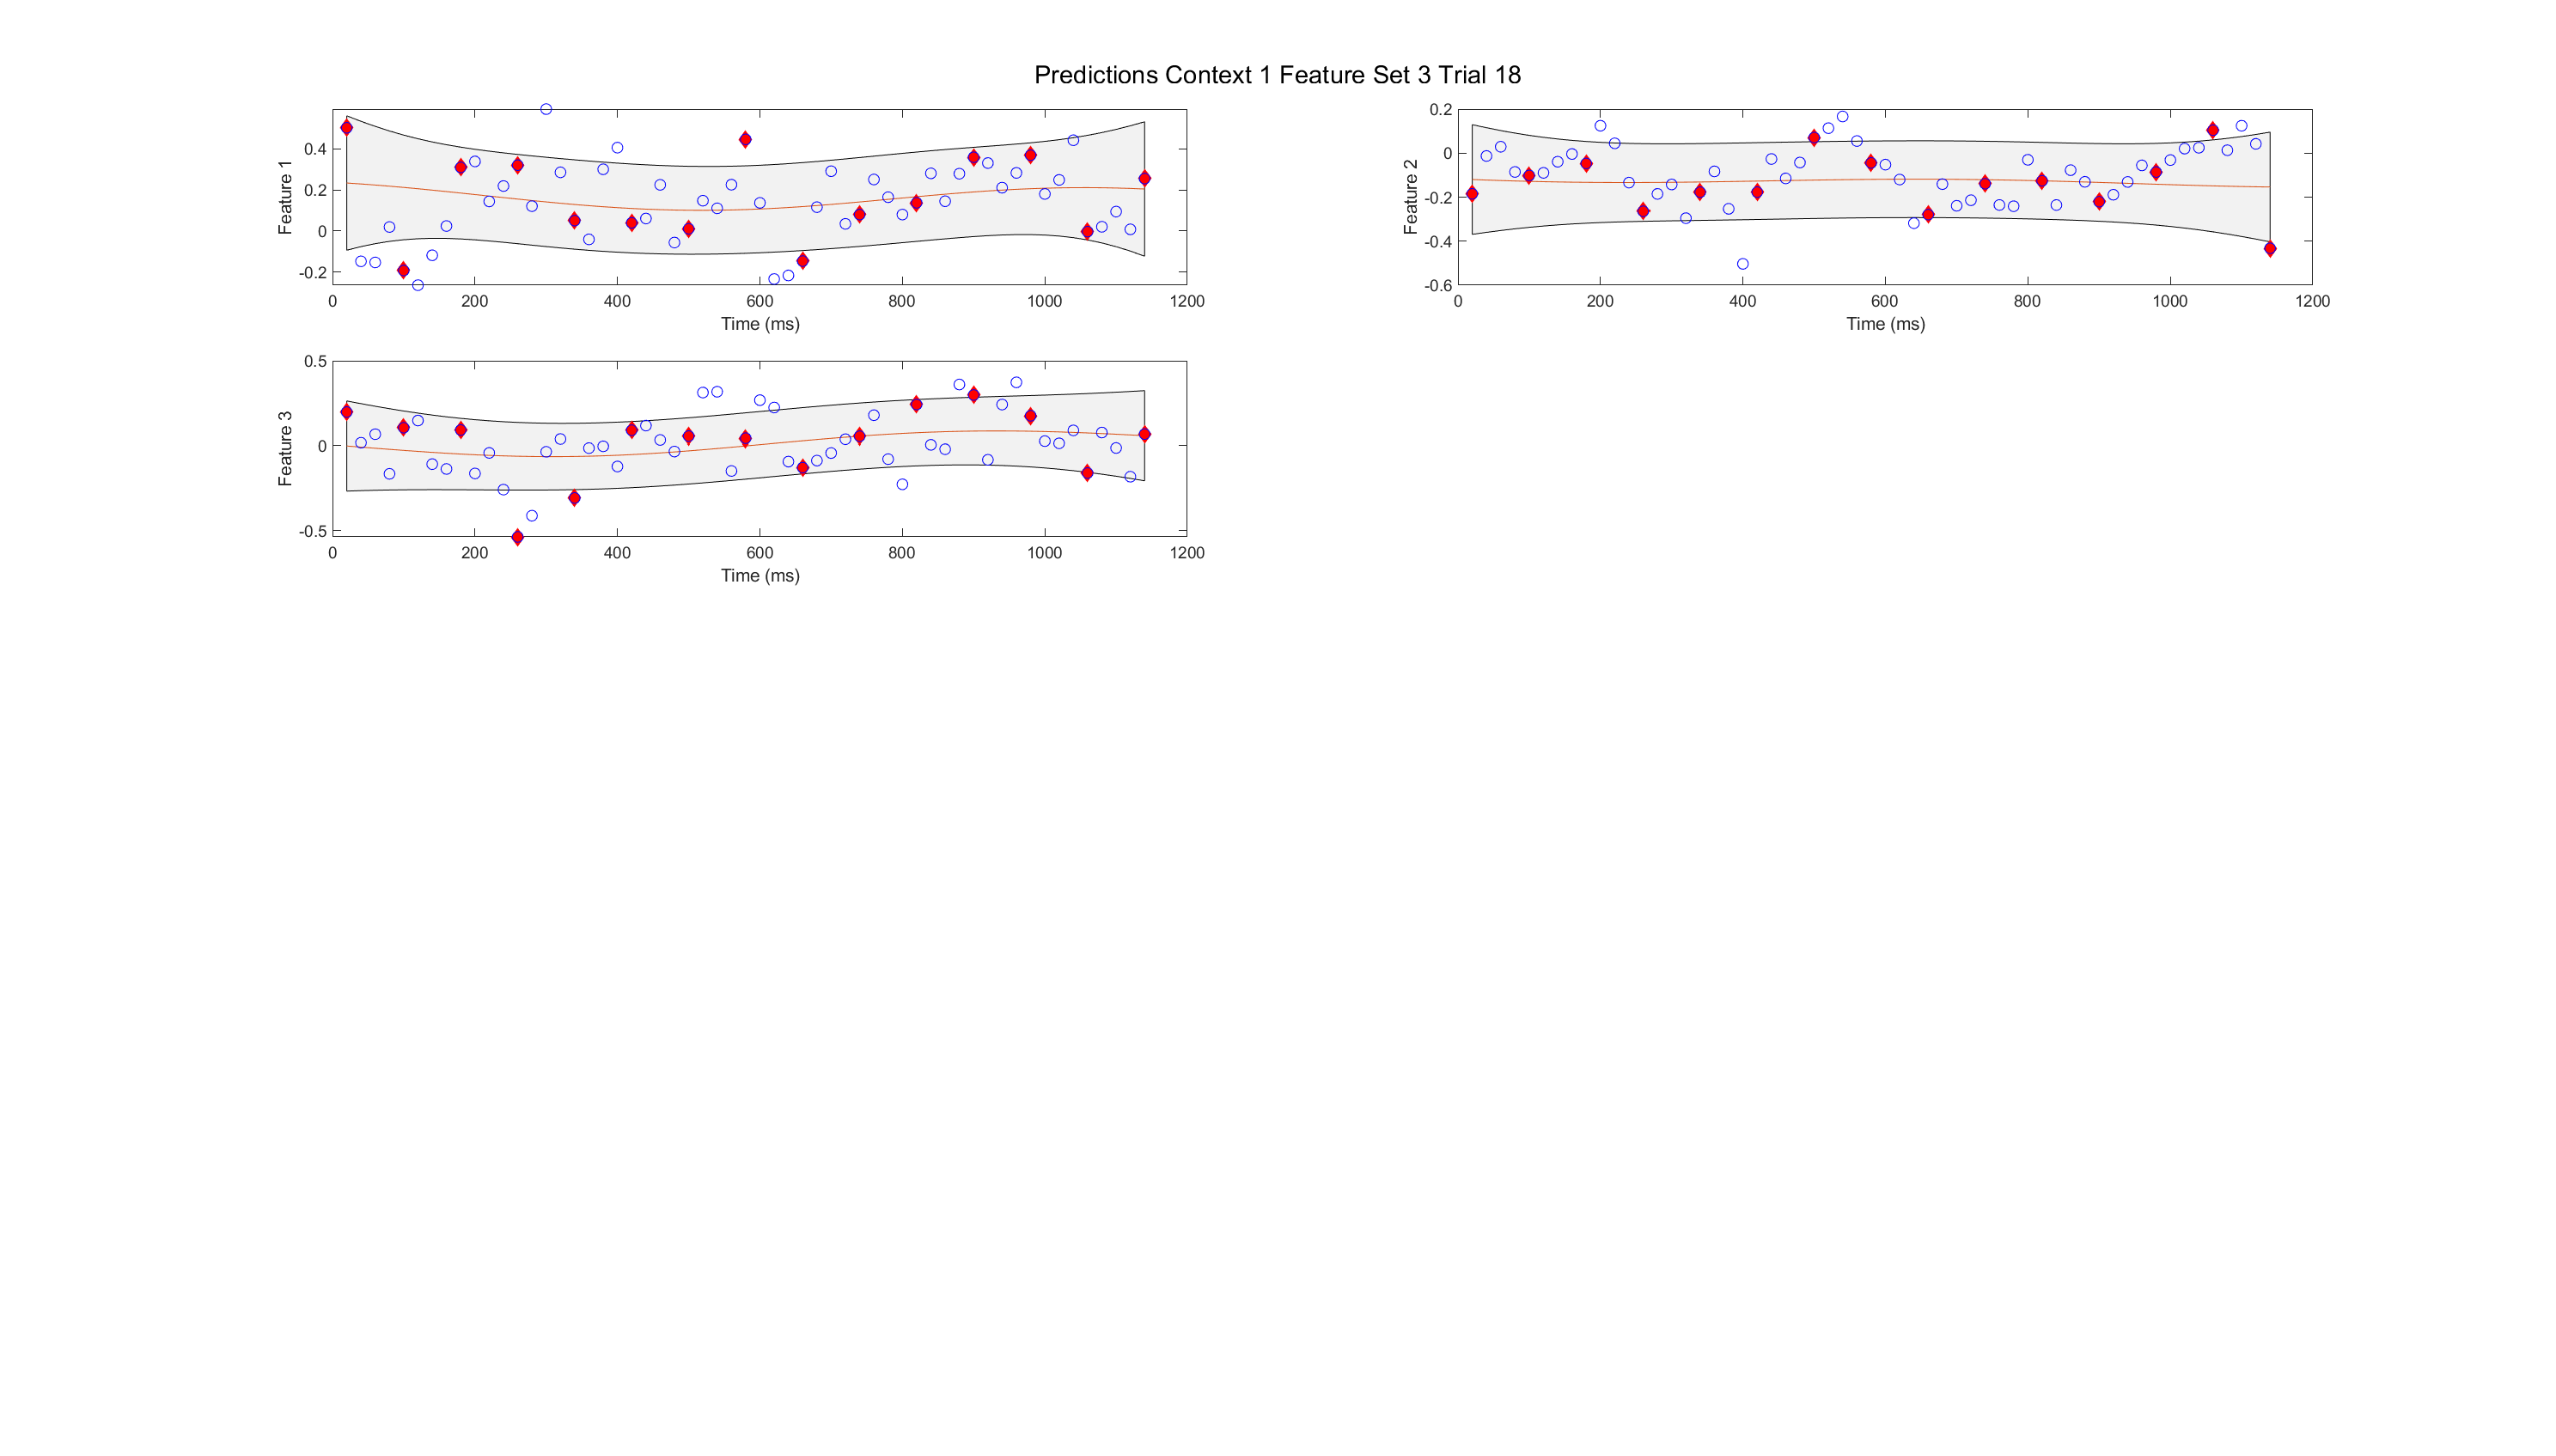 Predictions Context 1 Feature Set 3 Trial 18
Feature 1
0.4
0.2
0
-0.2
0 200 400 600 800 1000 1200
Time (ms)
Feature 2
0.2
0
-0.2
-0.4
-0.6
0 200 400 600 800 1000 1200
Time (ms)
Feature 3
0.5
0
-0.5
0 200 400 600 800 1000 1200
Time (ms)